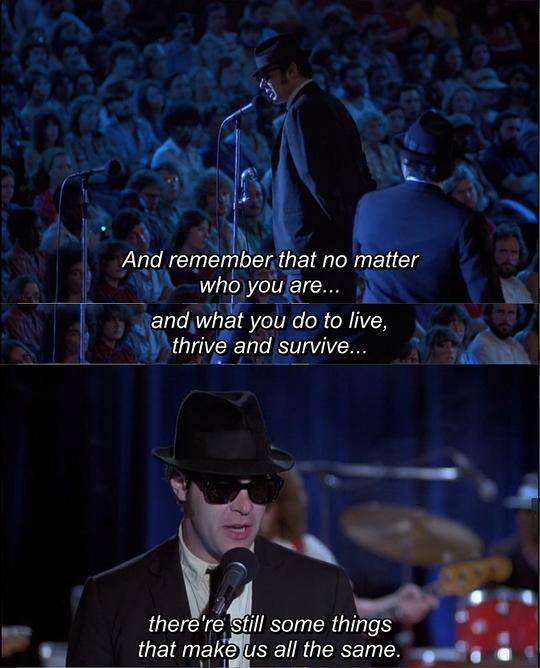 And remember that no matter
who you are...
and what you do to live,
thrive and survive...
there're still some things
that make us all the same.